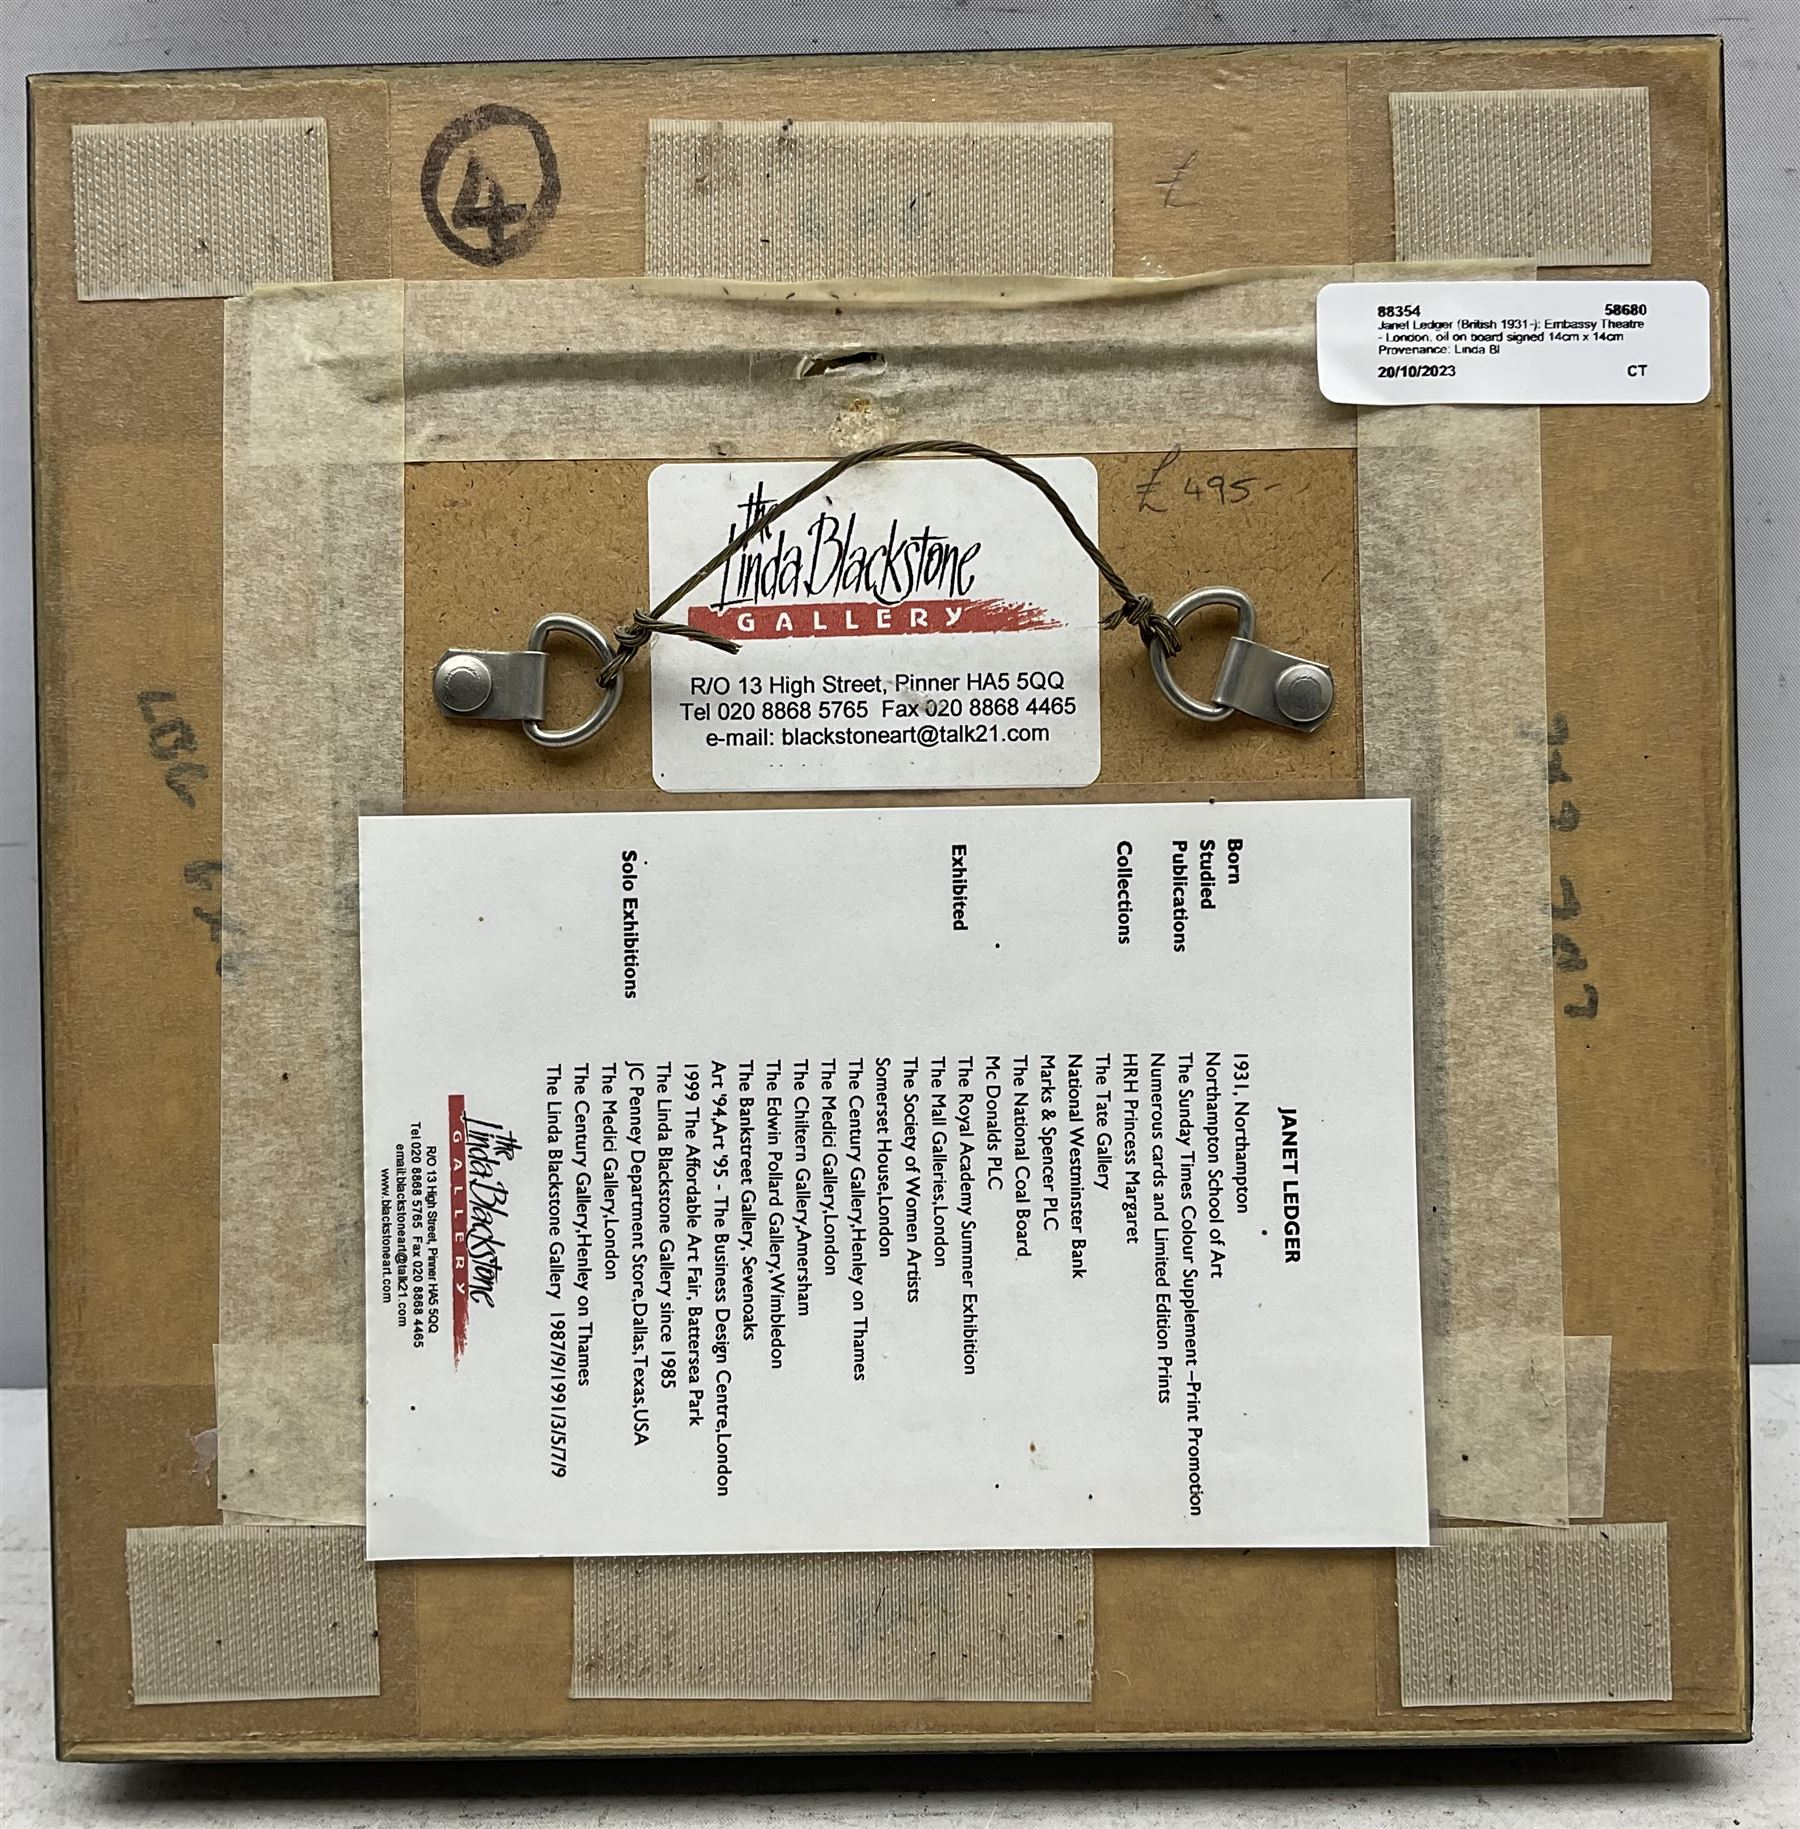 4
£
88354 58680
Janet Ledger (British 1931-): Embassy Theatre
- London, oil on board signed 14cm x 14cm
Provenance: Linda Bl
20/10/2023 CT
£ 495-
the
Linda Blackstone
GALLERY
R/O 13 High Street, Pinner HA5 5QQ
Tel 020 8868 5765 Fax 020 8868 4465
e-mail: blackstoneart@talk21.com
JANET LEDGER
Born 1931, Northampton
Studied Northampton School of Art
Publications The Sunday Times Colour Supplement –Print Promotion
Numerous cards and Limited Edition Prints
Collections HRH Princess Margaret
The Tate Gallery
National Westminster Bank
Marks & Spencer PLC
The National Coal Board
Mc Donalds PLC
Exhibited The Royal Academy Summer Exhibition
The Mall Galleries,London
The Society of Women Artists
Somerset House,London
The Century Gallery,Henley on Thames
The Medici Gallery,London
The Chiltern Gallery,Amersham
The Edwin Pollard Gallery,Wimbledon
The Bankstreet Gallery, Sevenoaks
Art '94,Art '95 - The Business Design Centre,London
1999 The Affordable Art Fair, Battersea Park
The Linda Blackstone Gallery since 1985
Solo Exhibitions JC Penney Department Store,Dallas,Texas,USA
The Medici Gallery,London
The Century Gallery,Henley on Thames
The Linda Blackstone Gallery 1987/9/1991/3/5/7/9
the
Linda Blackstone
GALLERY
R/O 13 High Street, Pinner HA5 5QQ
Tel 020 8868 5765 Fax 020 8868 4465
email:blackstoneart@talk21.com
www.blackstoneart.com